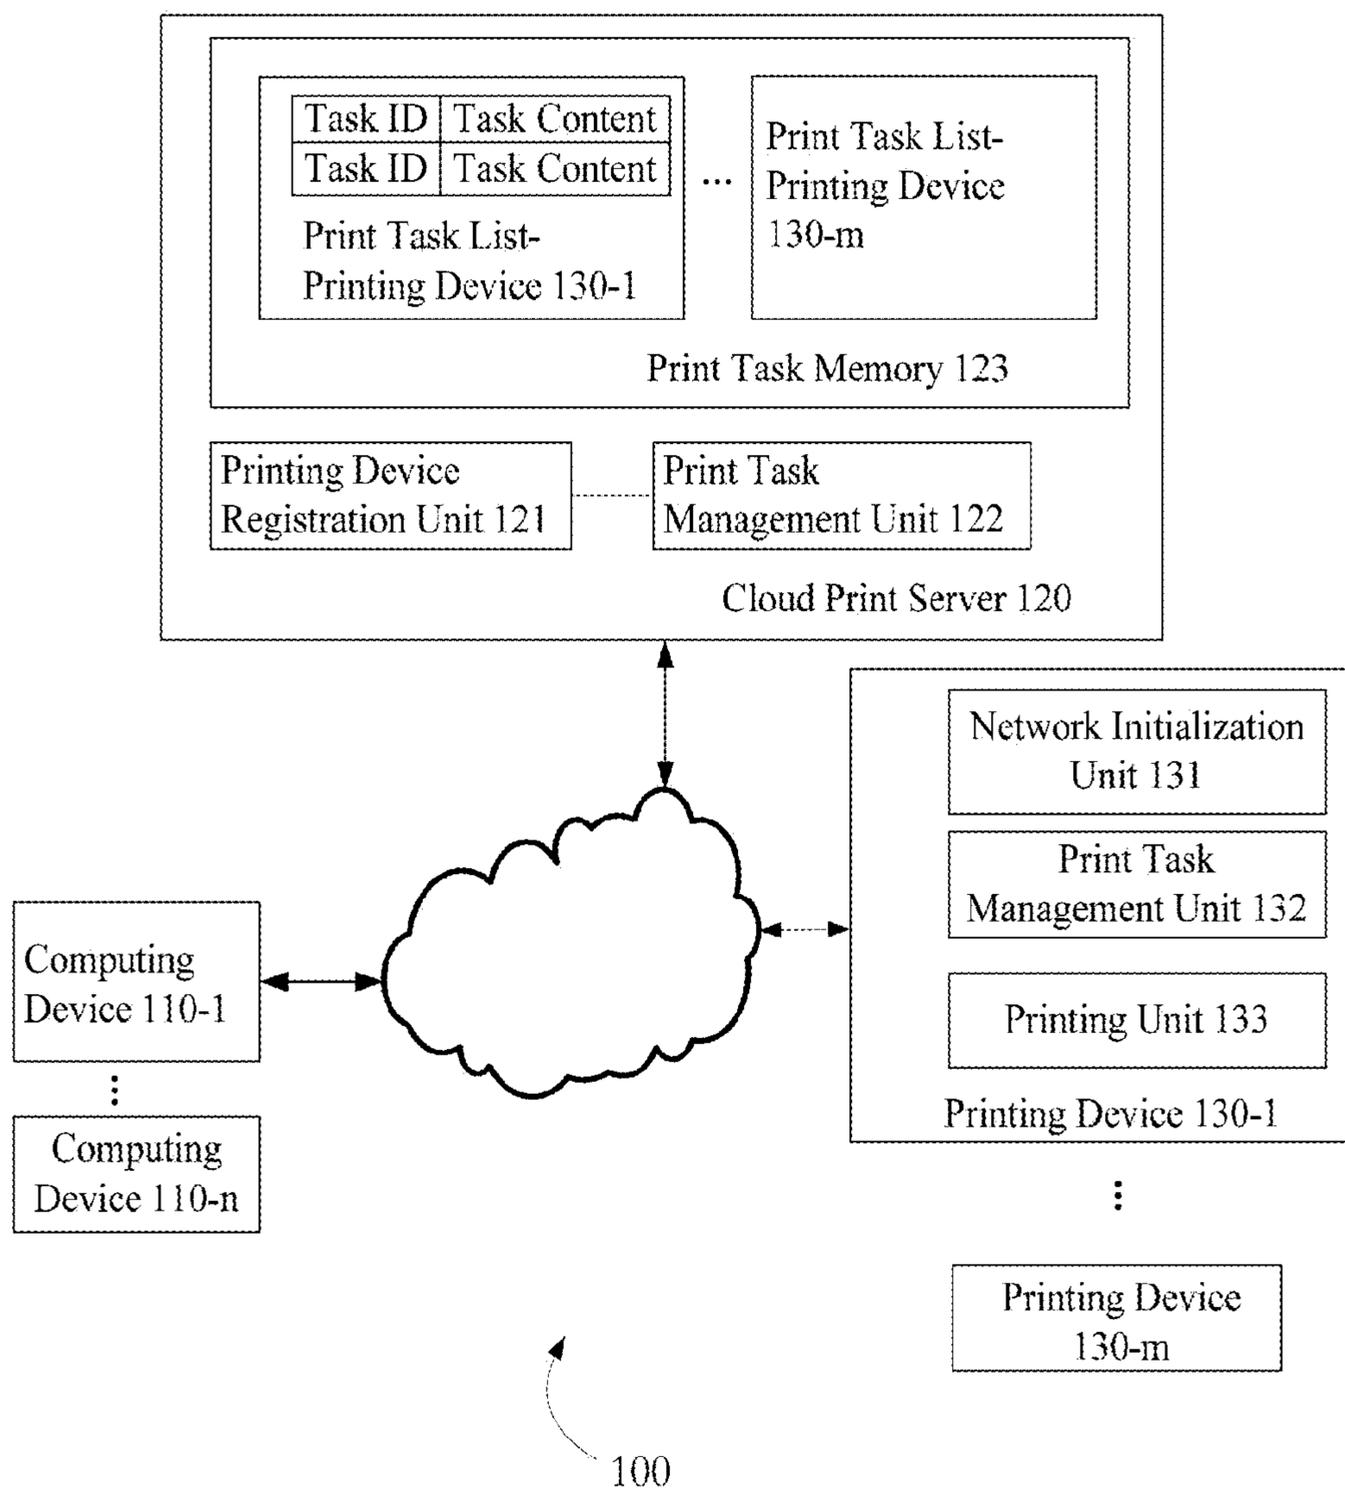 Task ID Task Content
Task ID Task Content
Print Task List-
Printing Device 130-1
...
Print Task List-
Printing Device
130-m
Print Task Memory 123
Printing Device
Registration Unit 121
Print Task
Management Unit 122
Cloud Print Server 120
Network Initialization
Unit 131
Print Task
Management Unit 132
Printing Unit 133
Printing Device 130-1
Computing
Device 110-1
Computing
Device 110-n
Printing Device
130-m
100